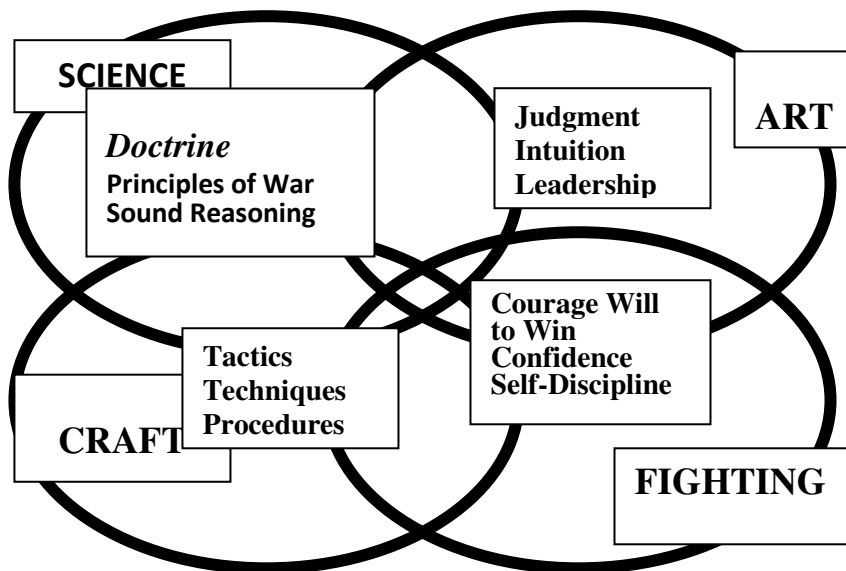 SCIENCE
Doctrine
Principles of War
Sound Reasoning
Judgment
Intuition
Leadership
ART
Tactics
Techniques
Procedures
CRAFT
Courage Will
to Win
Confidence
Self-Discipline
FIGHTING